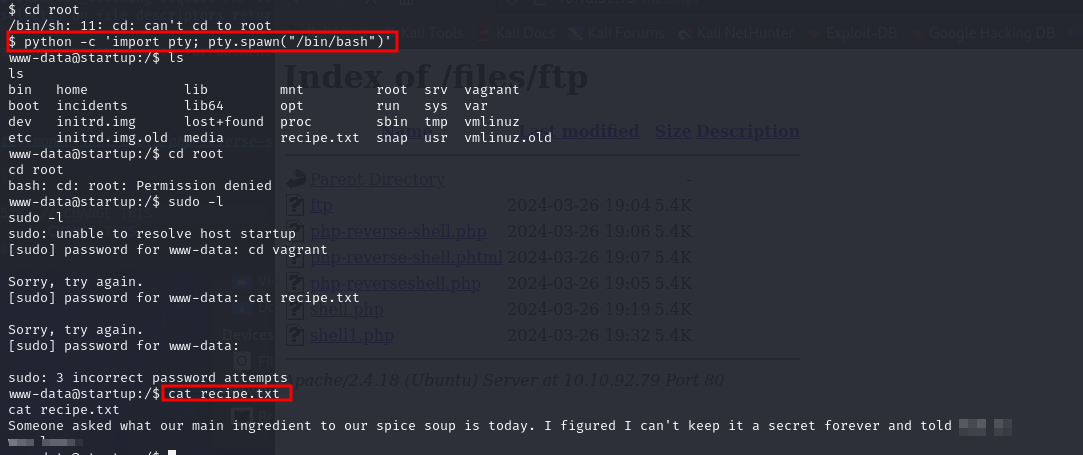 $ cd root
/bin/sh: 11: cd: can't cd to root
$ python -c 'import pty; pty.spawn("/bin/bash")'
www-data@startup:/$ ls
ls
bin home lib mnt root srv vagrant
boot incidents lib64 opt run sys var
dev initrd.img lost+found proc sbin tmp vmlinuz
etc initrd.img.old media recipe.txt snap usr vmlinuz.old
www-data@startup:/$ cd root
cd root
bash: cd: root: Permission denied
www-data@startup:/$ sudo -l
sudo -l
sudo: unable to resolve host startup
[sudo] password for www-data: cd vagrant
Sorry, try again.
[sudo] password for www-data: cat recipe.txt
Sorry, try again.
[sudo] password for www-data:
sudo: 3 incorrect password attempts
www-data@startup:/$ cat recipe.txt
cat recipe.txt
Someone asked what our main ingredient to our spice soup is today. I figured I can't keep it a secret forever and told
Kali Tools Kali Docs Kali Forums Kali NetHunter Exploit-DB Google Hacking DB
Index of /files/ftp
Name Last modified Size Description
Parent Directory -
ftp 2024-03-26 19:04 5.4K
php-reverse-shell.php 2024-03-26 19:06 5.4K
php-reverse-shell.phtml 2024-03-26 19:07 5.4K
php-reverseshell.php 2024-03-26 19:05 5.4K
shell.php 2024-03-26 19:19 5.4K
shell1.php 2024-03-26 19:32 5.4K
Apache/2.4.18 (Ubuntu) Server at 10.10.92.79 Port 80
Devices